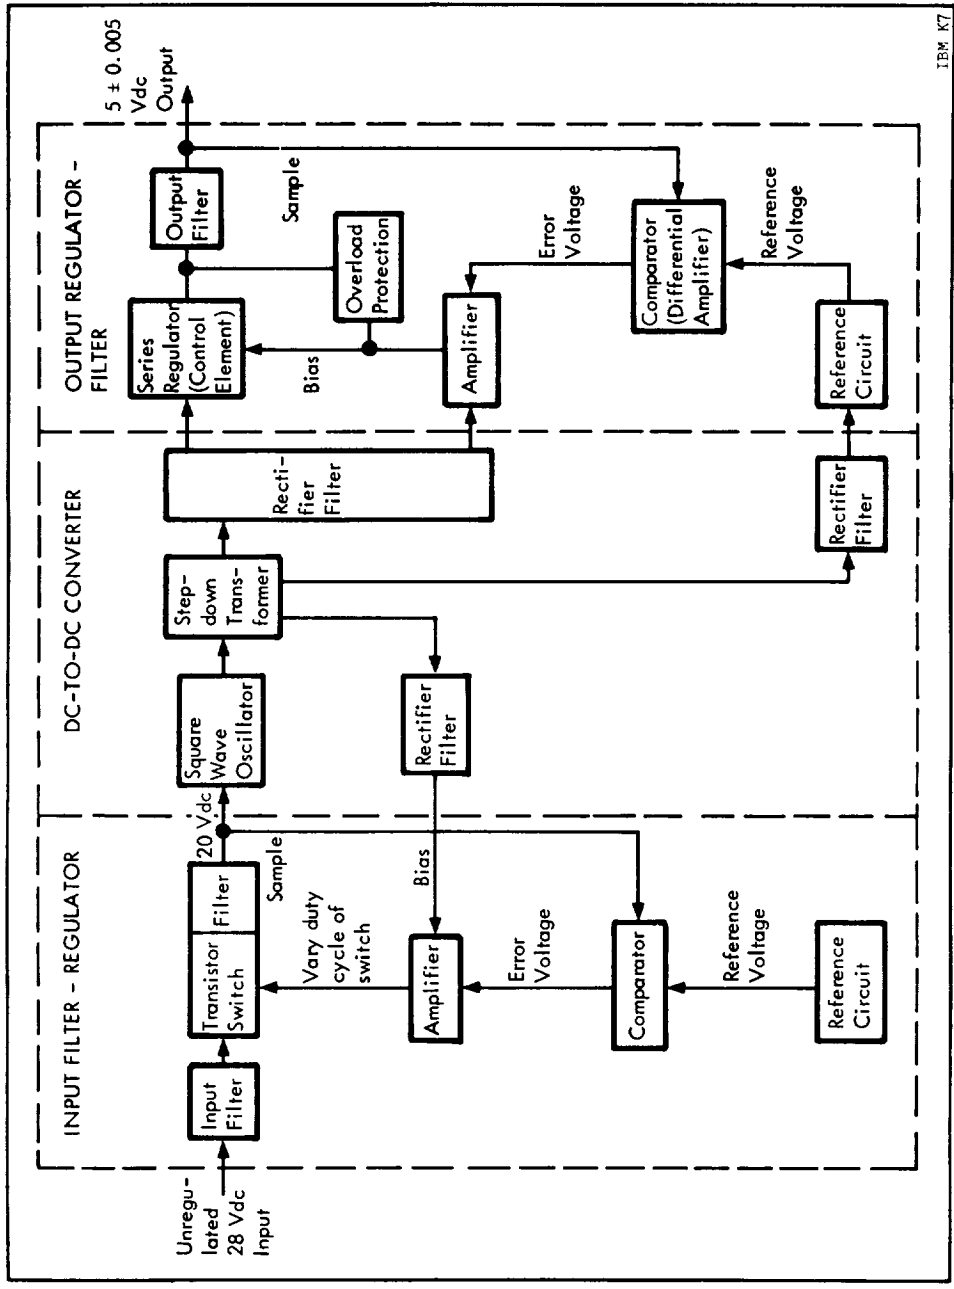 INPUT FILTER - REGULATOR
DC-TO-DC CONVERTER
OUTPUT REGULATOR -
FILTER
Unregu-
lated
28 Vdc
Input
Input
Filter
Transistor
Switch
Filter
20 Vdc
Sample
Square
Wave
Oscillator
Step-
down
Trans-
former
Recti-
fier
Filter
Series
Regulator
(Control
Element)
Output
Filter
5 ± 0.005
Vdc
Output
Vary duty
cycle of
switch
Bias
Sample
Overload
Protection
Amplifier
Bias
Rectifier
Filter
Amplifier
Error
Voltage
Error
Voltage
Comparator
Comparator
(Differential
Amplifier)
Reference
Voltage
Reference
Voltage
Reference
Circuit
Rectifier
Filter
Reference
Circuit
IBM K7